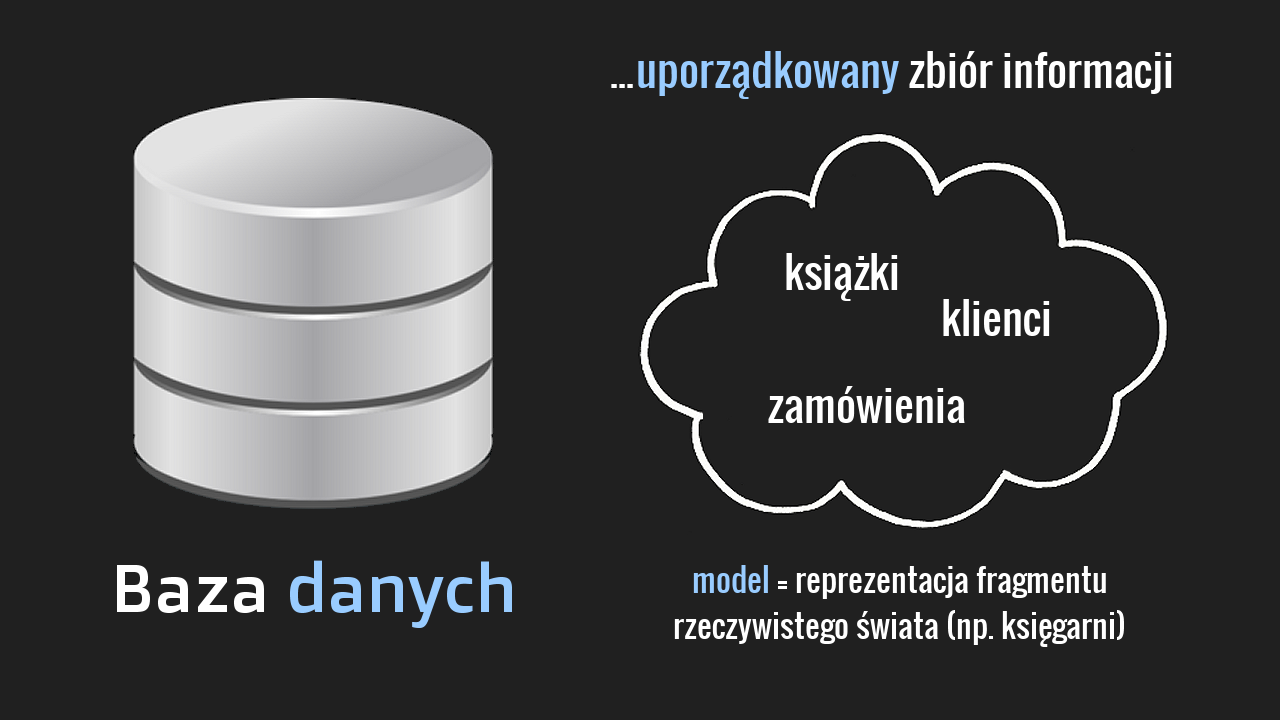 ...uporządkowany zbiór informacji
książki
klienci
zamówienia
Baza danych
model = reprezentacja fragmentu
rzeczywistego świata (np. księgarni)